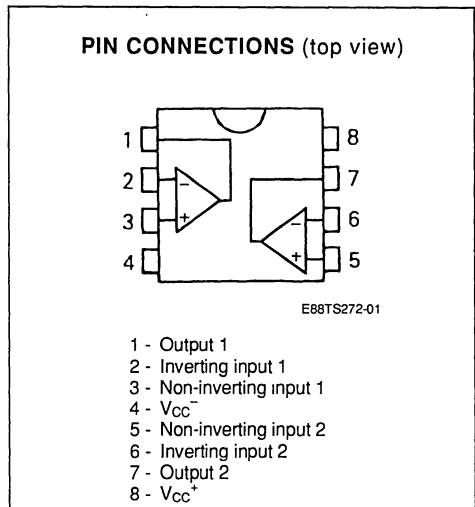 PIN CONNECTIONS (top view)
1
2
3
4
8
7
6
5
−
+
−
+
E88TS272-01
1 - Output 1
2 - Inverting input 1
3 - Non-inverting input 1
4 - VCC−
5 - Non-inverting input 2
6 - Inverting input 2
7 - Output 2
8 - VCC+